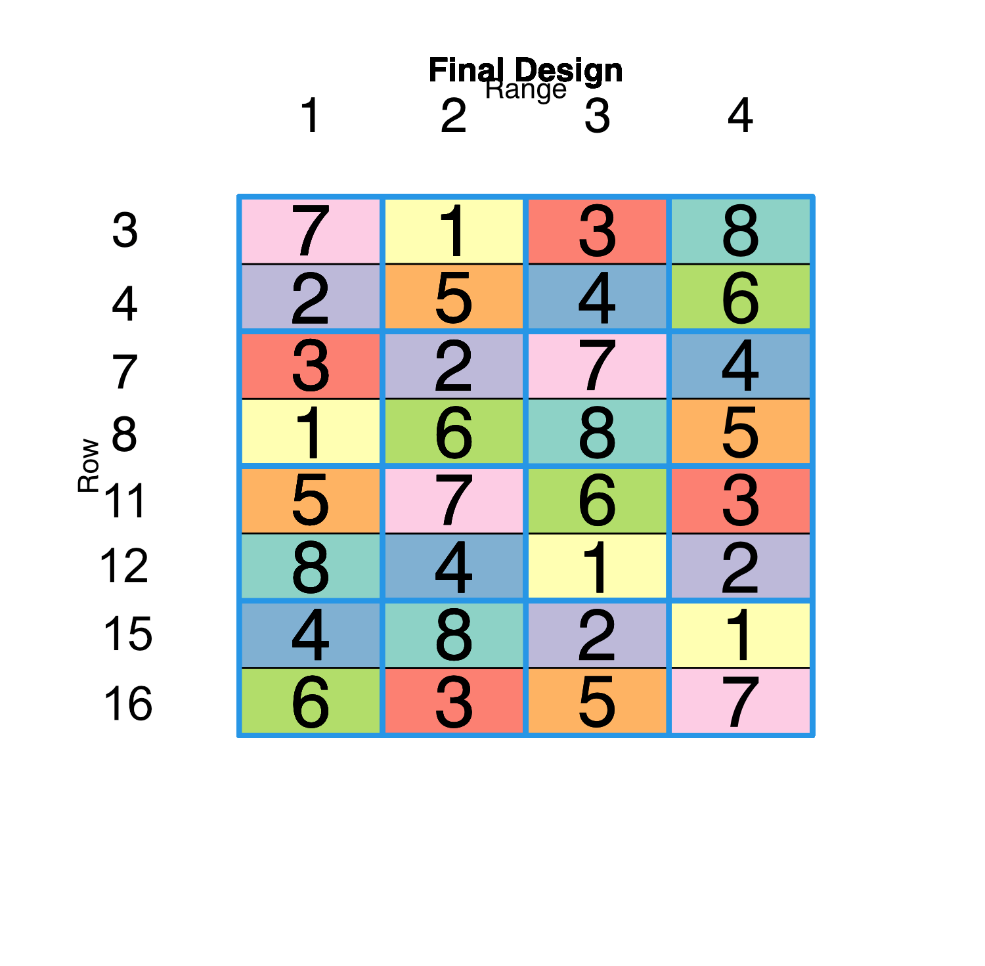 Final Design
Range
1 2 3 4
3 7 1 3 8
4 2 5 4 6
7 3 2 7 4
8 1 6 8 5
Row
11 5 7 6 3
12 8 4 1 2
15 4 8 2 1
16 6 3 5 7